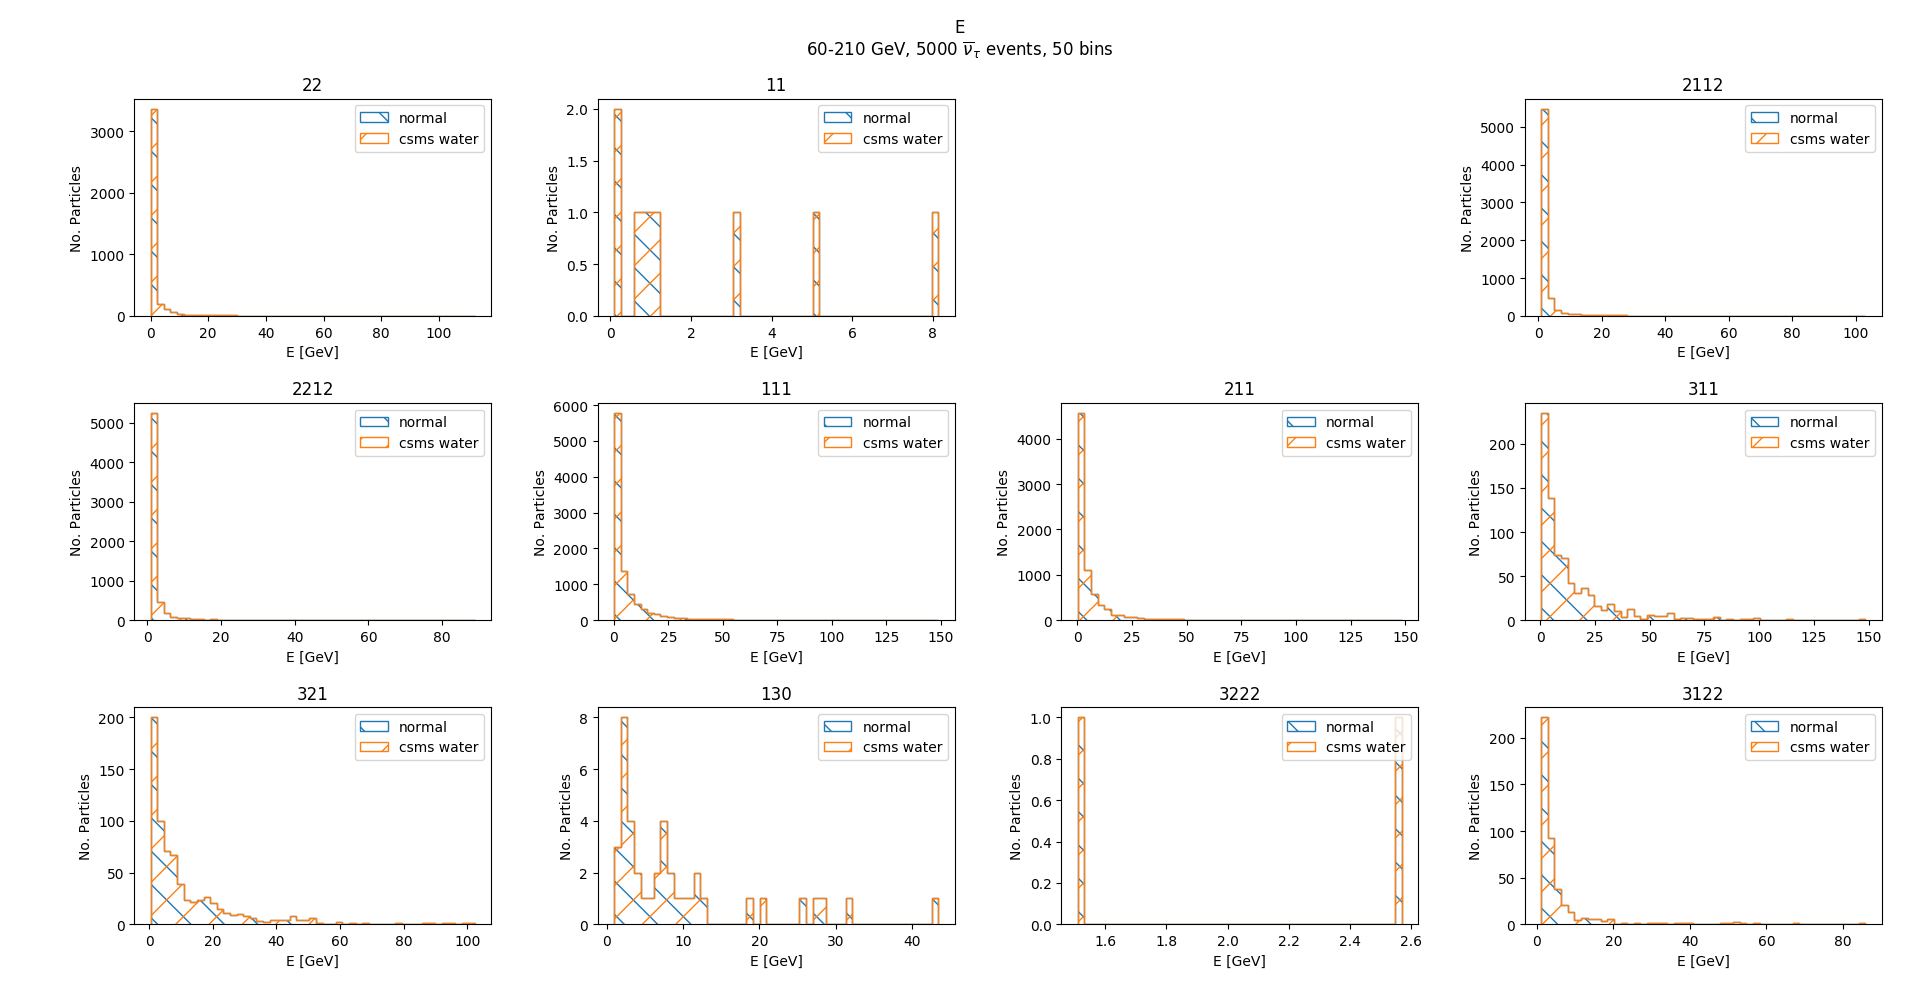 E
60-210 GeV, 5000 ν̅τ events, 50 bins
22
normal
csms water
No. Particles
3000
2000
1000
0
0 20 40 60 80 100
E [GeV]
11
normal
csms water
No. Particles
2.0
1.5
1.0
0.5
0.0
0 2 4 6 8
E [GeV]
2112
normal
csms water
No. Particles
5000
4000
3000
2000
1000
0
0 20 40 60 80 100
E [GeV]
2212
normal
csms water
No. Particles
5000
4000
3000
2000
1000
0
0 20 40 60 80
E [GeV]
111
normal
csms water
No. Particles
6000
5000
4000
3000
2000
1000
0
0 25 50 75 100 125 150
E [GeV]
211
normal
csms water
No. Particles
4000
3000
2000
1000
0
0 25 50 75 100 125 150
E [GeV]
311
normal
csms water
No. Particles
200
150
100
50
0
0 25 50 75 100 125 150
E [GeV]
321
normal
csms water
No. Particles
200
150
100
50
0
0 20 40 60 80 100
E [GeV]
130
normal
csms water
No. Particles
8
6
4
2
0
0 10 20 30 40
E [GeV]
3222
normal
csms water
No. Particles
1.0
0.8
0.6
0.4
0.2
0.0
1.6 1.8 2.0 2.2 2.4 2.6
E [GeV]
3122
normal
csms water
No. Particles
200
150
100
50
0
0 20 40 60 80
E [GeV]